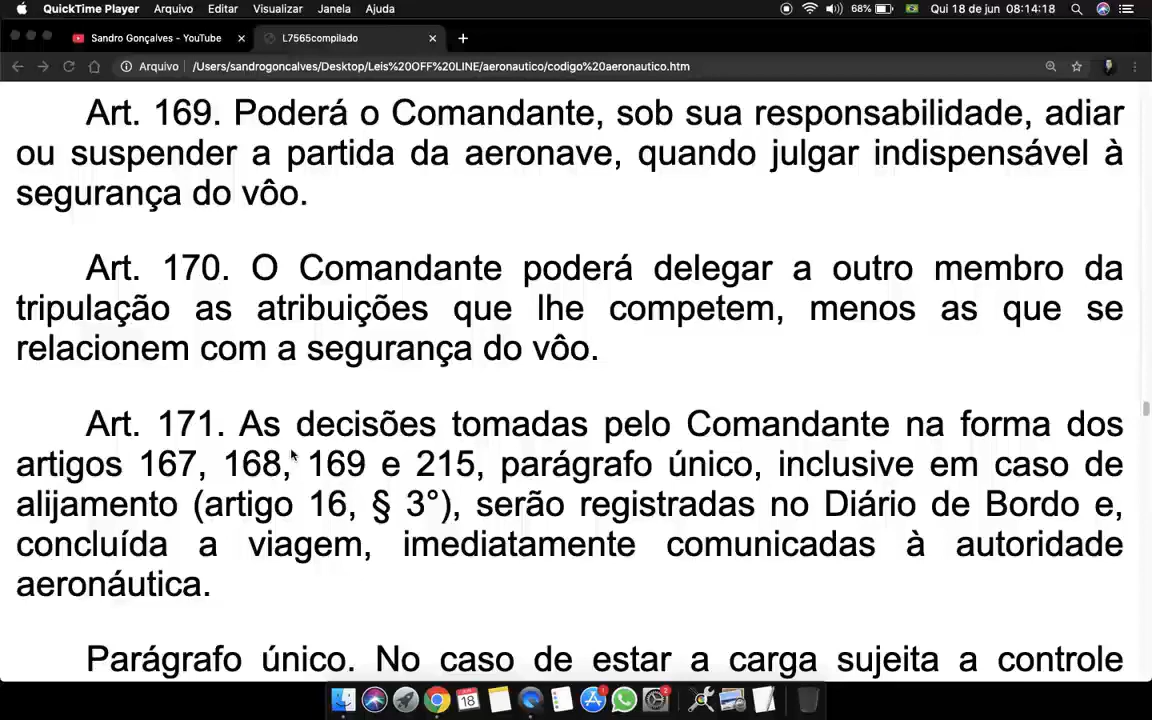 QuickTime Player Arquivo Editar Visualizar Janela Ajuda 68% Qui 18 de jun 08:14:18
Sandro Gonçalves - YouTube L7565compilado
Arquivo /Users/sandrogoncalves/Desktop/Leis%20OFF%20LINE/aeronautico/codigo%20aeronautico.htm
Art. 169. Poderá o Comandante, sob sua responsabilidade, adiar
ou suspender a partida da aeronave, quando julgar indispensável à
segurança do vôo.
Art. 170. O Comandante poderá delegar a outro membro da
tripulação as atribuições que lhe competem, menos as que se
relacionem com a segurança do vôo.
Art. 171. As decisões tomadas pelo Comandante na forma dos
artigos 167, 168, 169 e 215, parágrafo único, inclusive em caso de
alijamento (artigo 16, § 3°), serão registradas no Diário de Bordo e,
concluída a viagem, imediatamente comunicadas à autoridade
aeronáutica.
Parágrafo único. No caso de estar a carga sujeita a controle